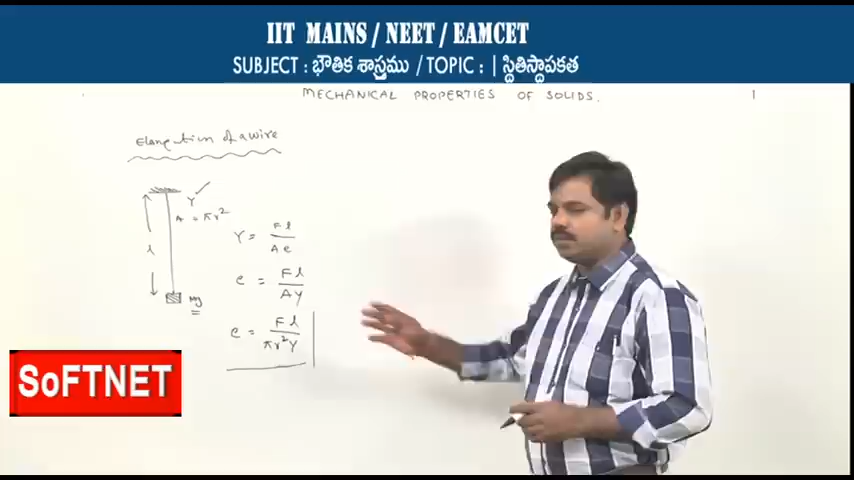 IIT MAINS / NEET / EAMCET
SUBJECT : భౌతిక శాస్త్రము / TOPIC : | స్థితిస్థాపకత
MECHANICAL PROPERTIES OF SOLIDS. 1
Elongation of a wire
Y
A = πr²
l
Mg
Y = Fl / Ae
e = Fl / AY
e = Fl / πr²Y
SoFTNET